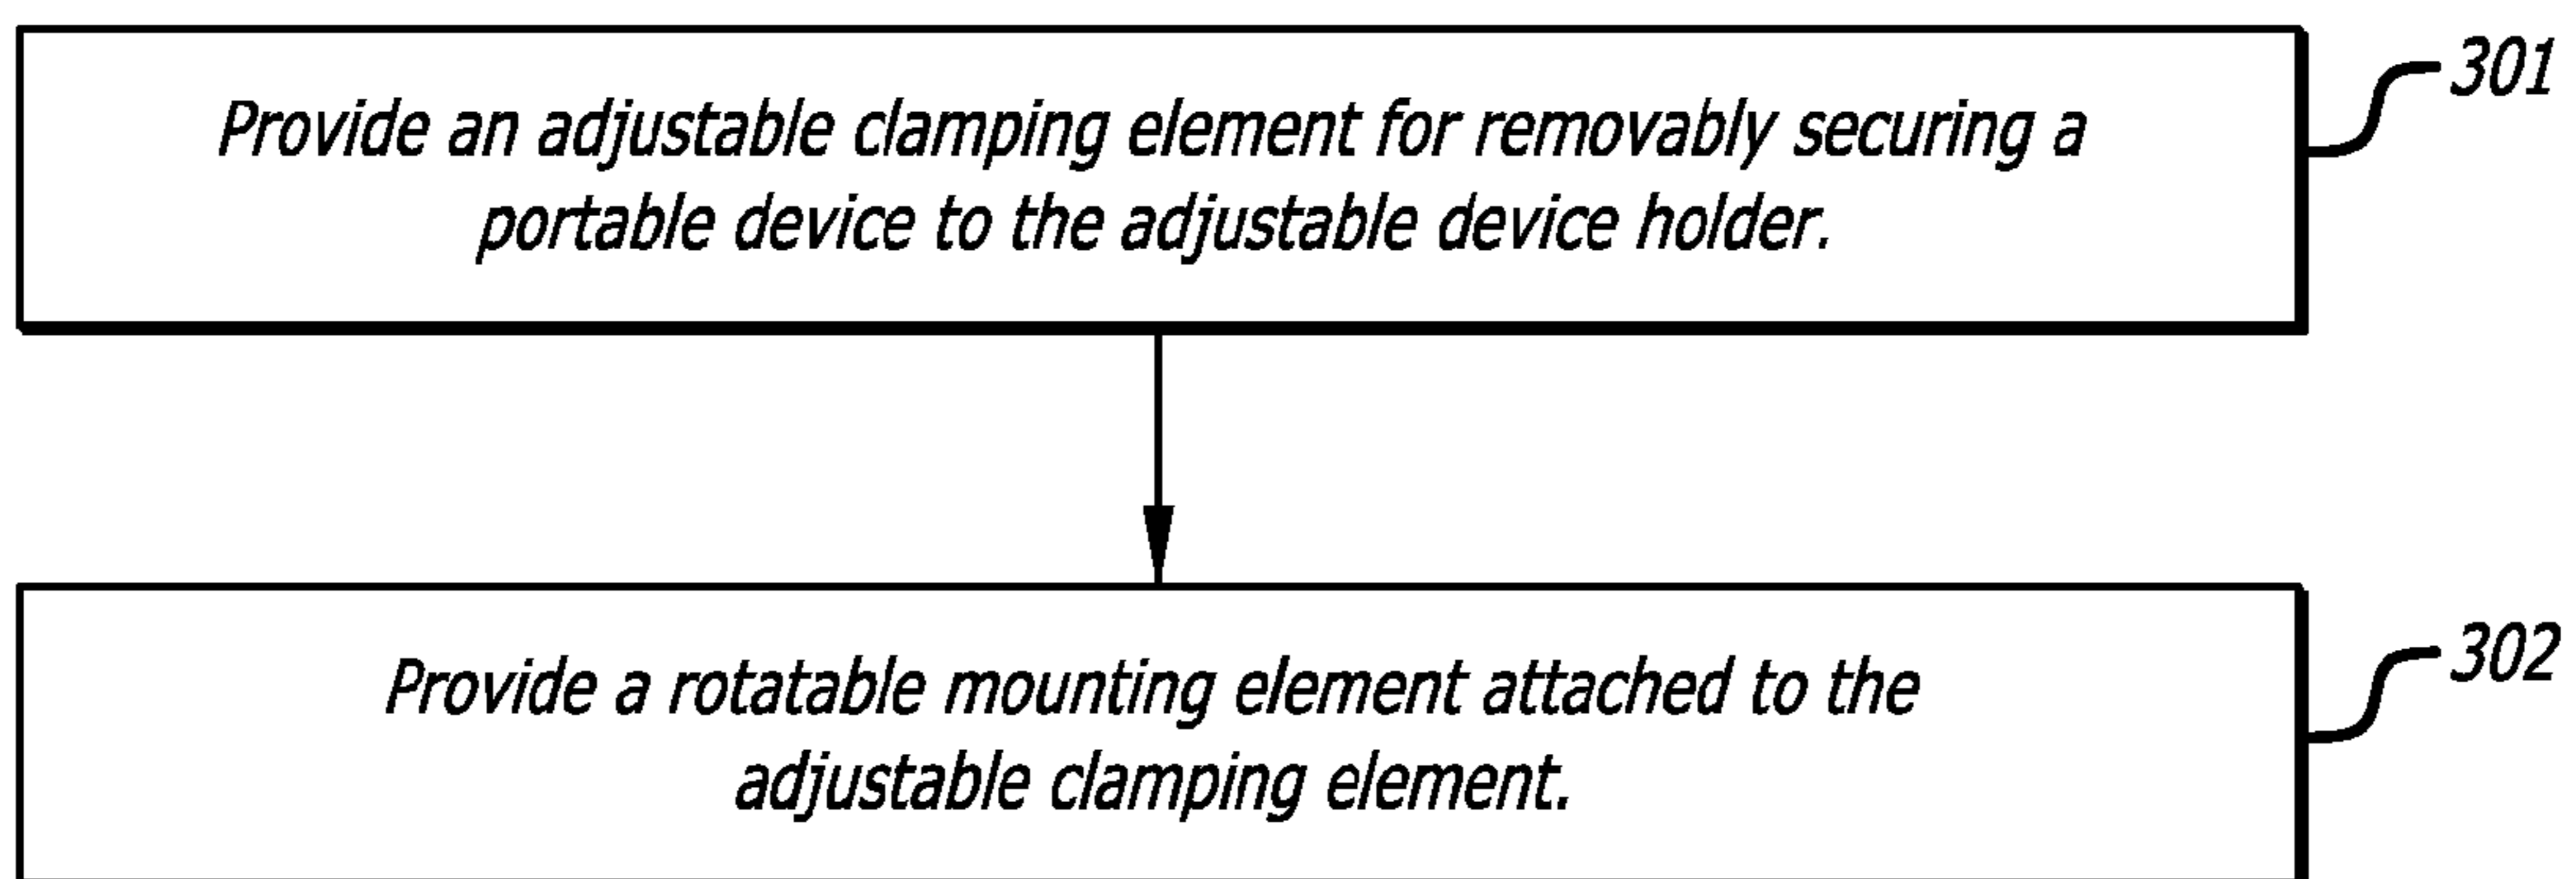 Provide an adjustable clamping element for removably securing a
portable device to the adjustable device holder.
301
Provide a rotatable mounting element attached to the
adjustable clamping element.
302